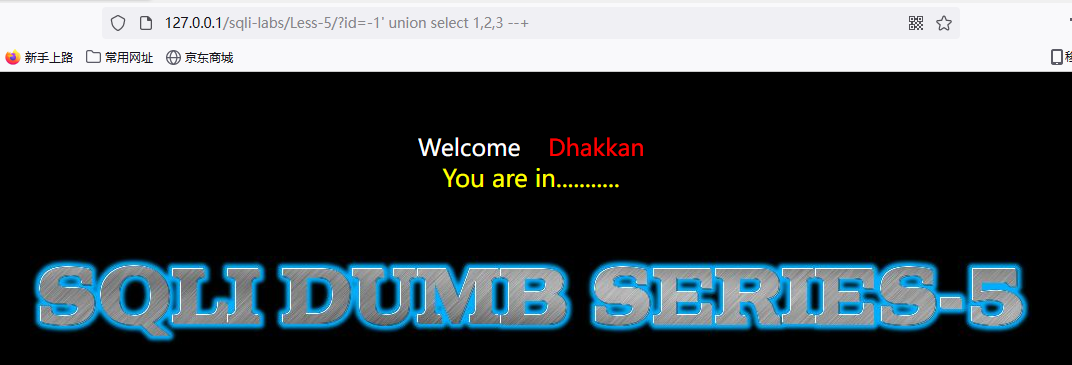 127.0.0.1/sqli-labs/Less-5/?id=-1' union select 1,2,3 --+
新手上路 常用网址 京东商城 移
Welcome Dhakkan
You are in...........
SQLI DUMB SERIES-5